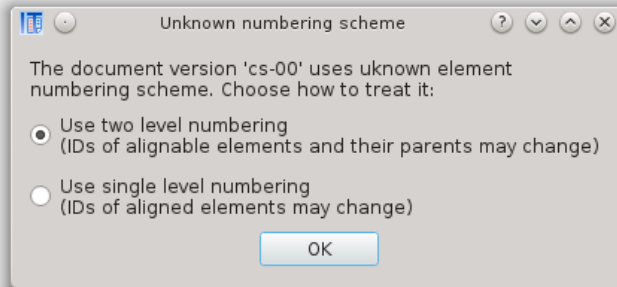 Unknown numbering scheme
The document version 'cs-00' uses uknown element
numbering scheme. Choose how to treat it:
Use two level numbering
(IDs of alignable elements and their parents may change)
Use single level numbering
(IDs of aligned elements may change)
OK